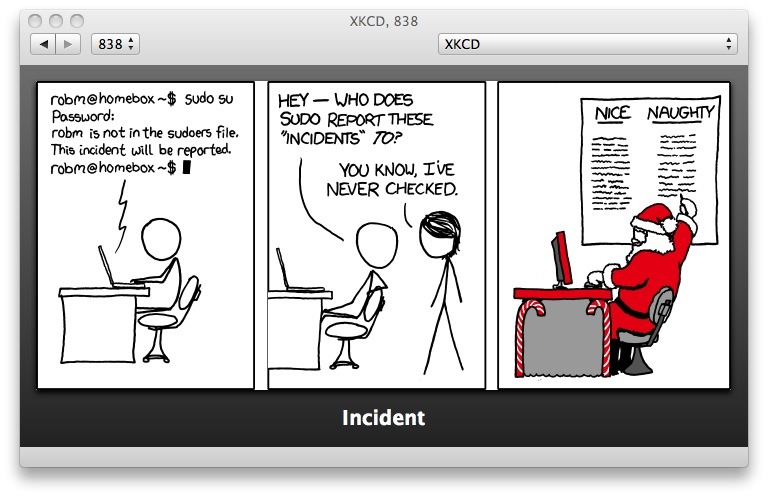 XKCD, 838
838
XKCD
robm@homebox~$ sudo su
Password:
robm is not in the sudoers file.
This incident will be reported.
robm@homebox~$
HEY — WHO DOES
SUDO REPORT THESE
"INCIDENTS" TO?
YOU KNOW, I'VE
NEVER CHECKED.
NICE NAUGHTY
Incident